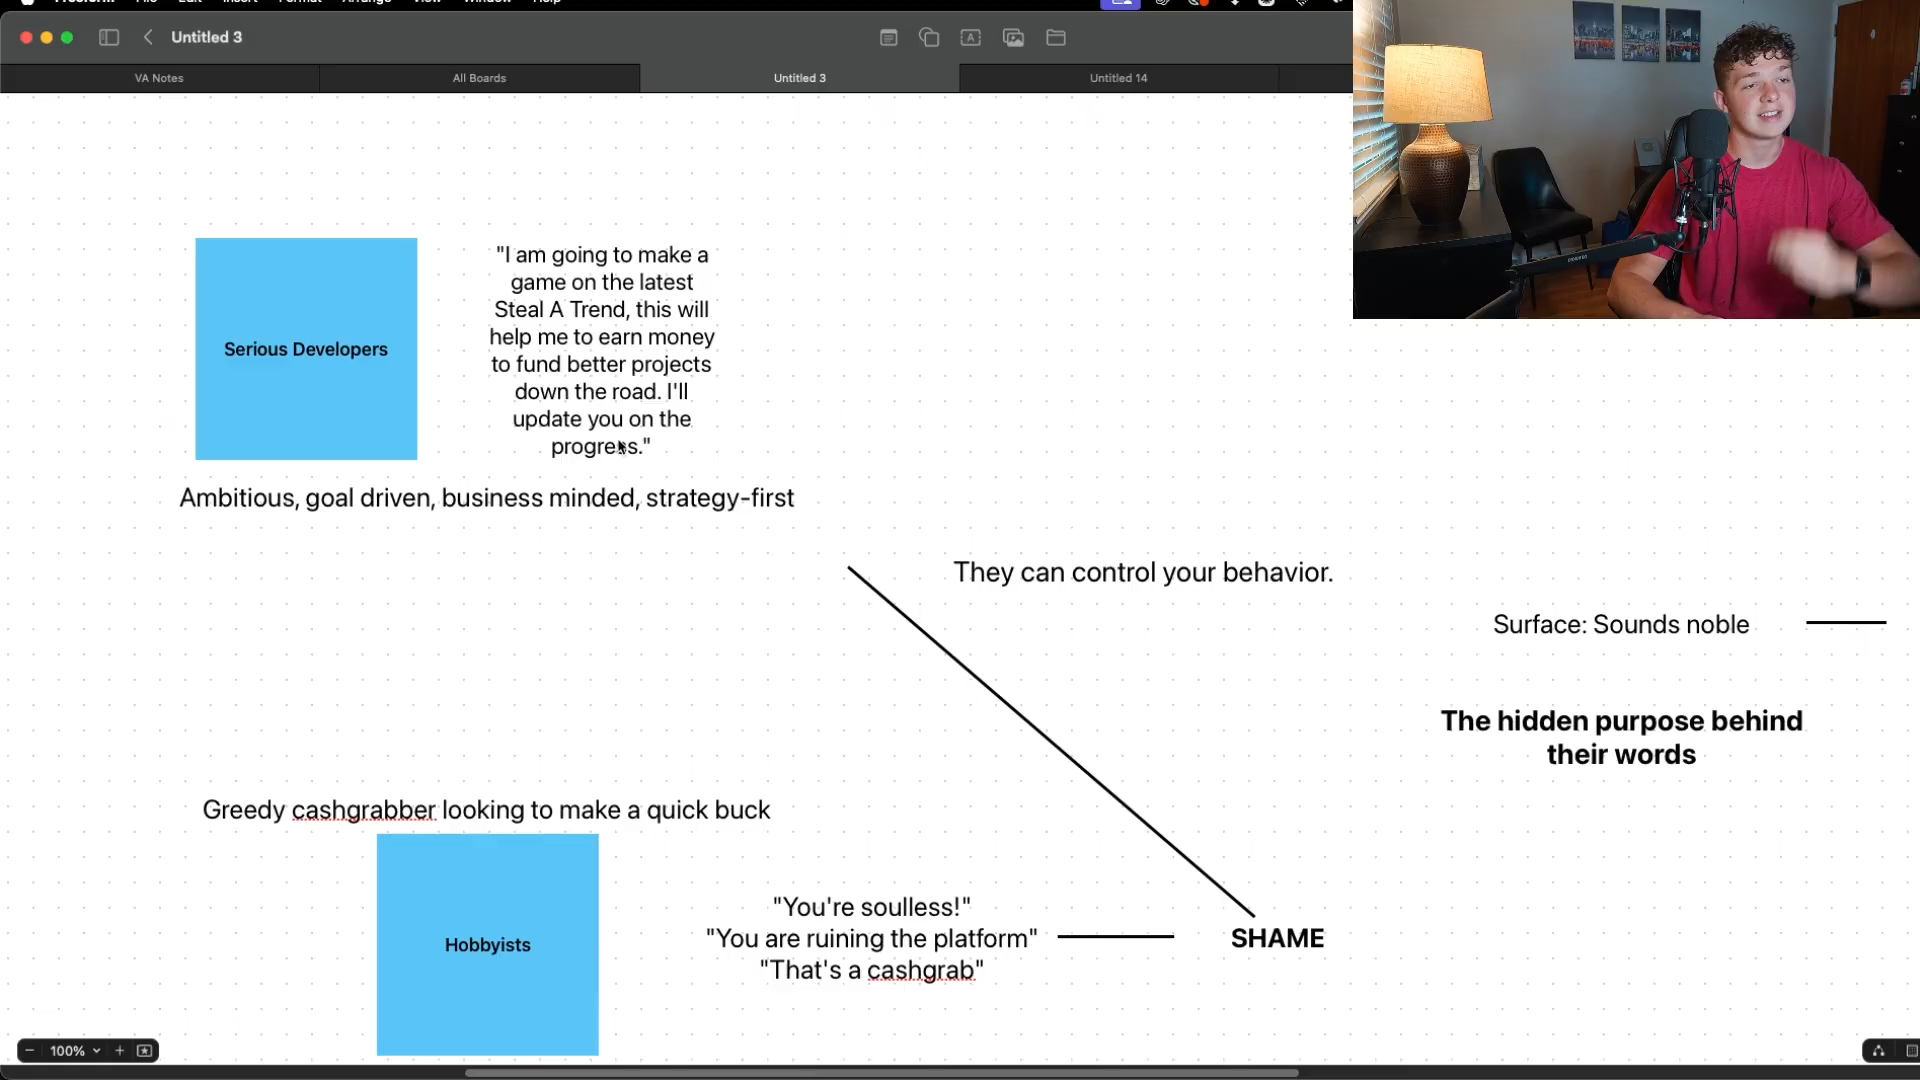 Untitled 3
VA Notes
All Boards
Untitled 3
Untitled 14
Serious Developers
"I am going to make a
game on the latest
Steal A Trend, this will
help me to earn money
to fund better projects
down the road. I'll
update you on the
progress."
Ambitious, goal driven, business minded, strategy-first
They can control your behavior.
Surface: Sounds noble
The hidden purpose behind
their words
Greedy cashgrabber looking to make a quick buck
Hobbyists
"You're soulless!"
"You are ruining the platform"
"That's a cashgrab"
SHAME
100%